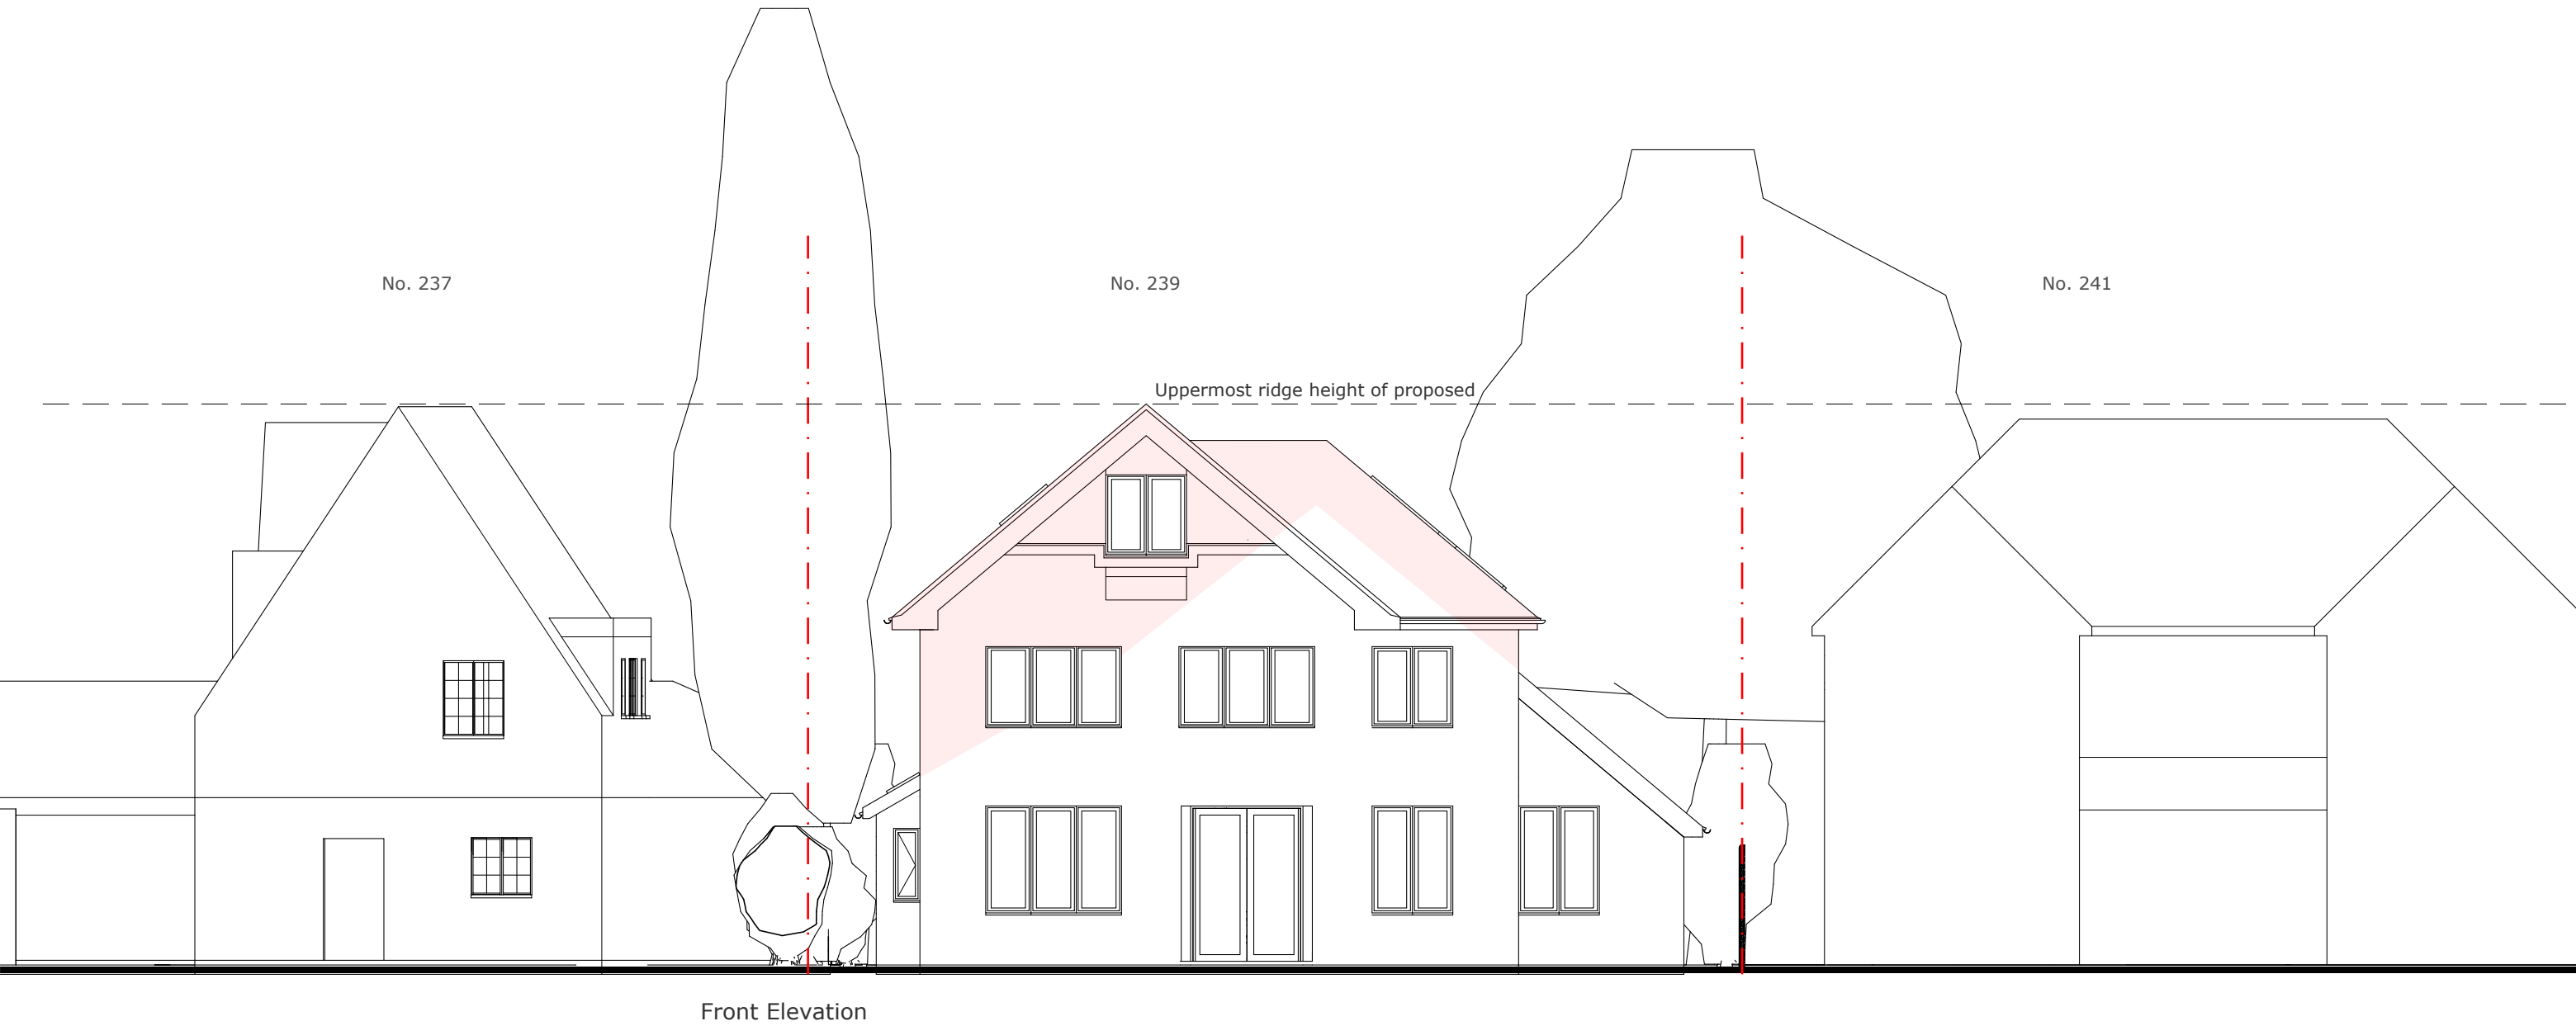 No. 237
No. 239
No. 241
Uppermost ridge height of proposed
Front Elevation